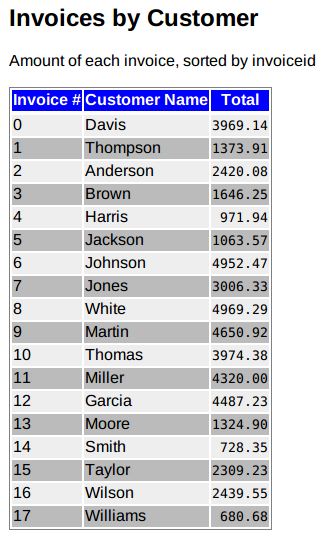 Invoices by Customer
Amount of each invoice, sorted by invoiceid
Invoice # Customer Name Total
0 Davis 3969.14
1 Thompson 1373.91
2 Anderson 2420.08
3 Brown 1646.25
4 Harris 971.94
5 Jackson 1063.57
6 Johnson 4952.47
7 Jones 3006.33
8 White 4969.29
9 Martin 4650.92
10 Thomas 3974.38
11 Miller 4320.00
12 Garcia 4487.23
13 Moore 1324.90
14 Smith 728.35
15 Taylor 2309.23
16 Wilson 2439.55
17 Williams 680.68